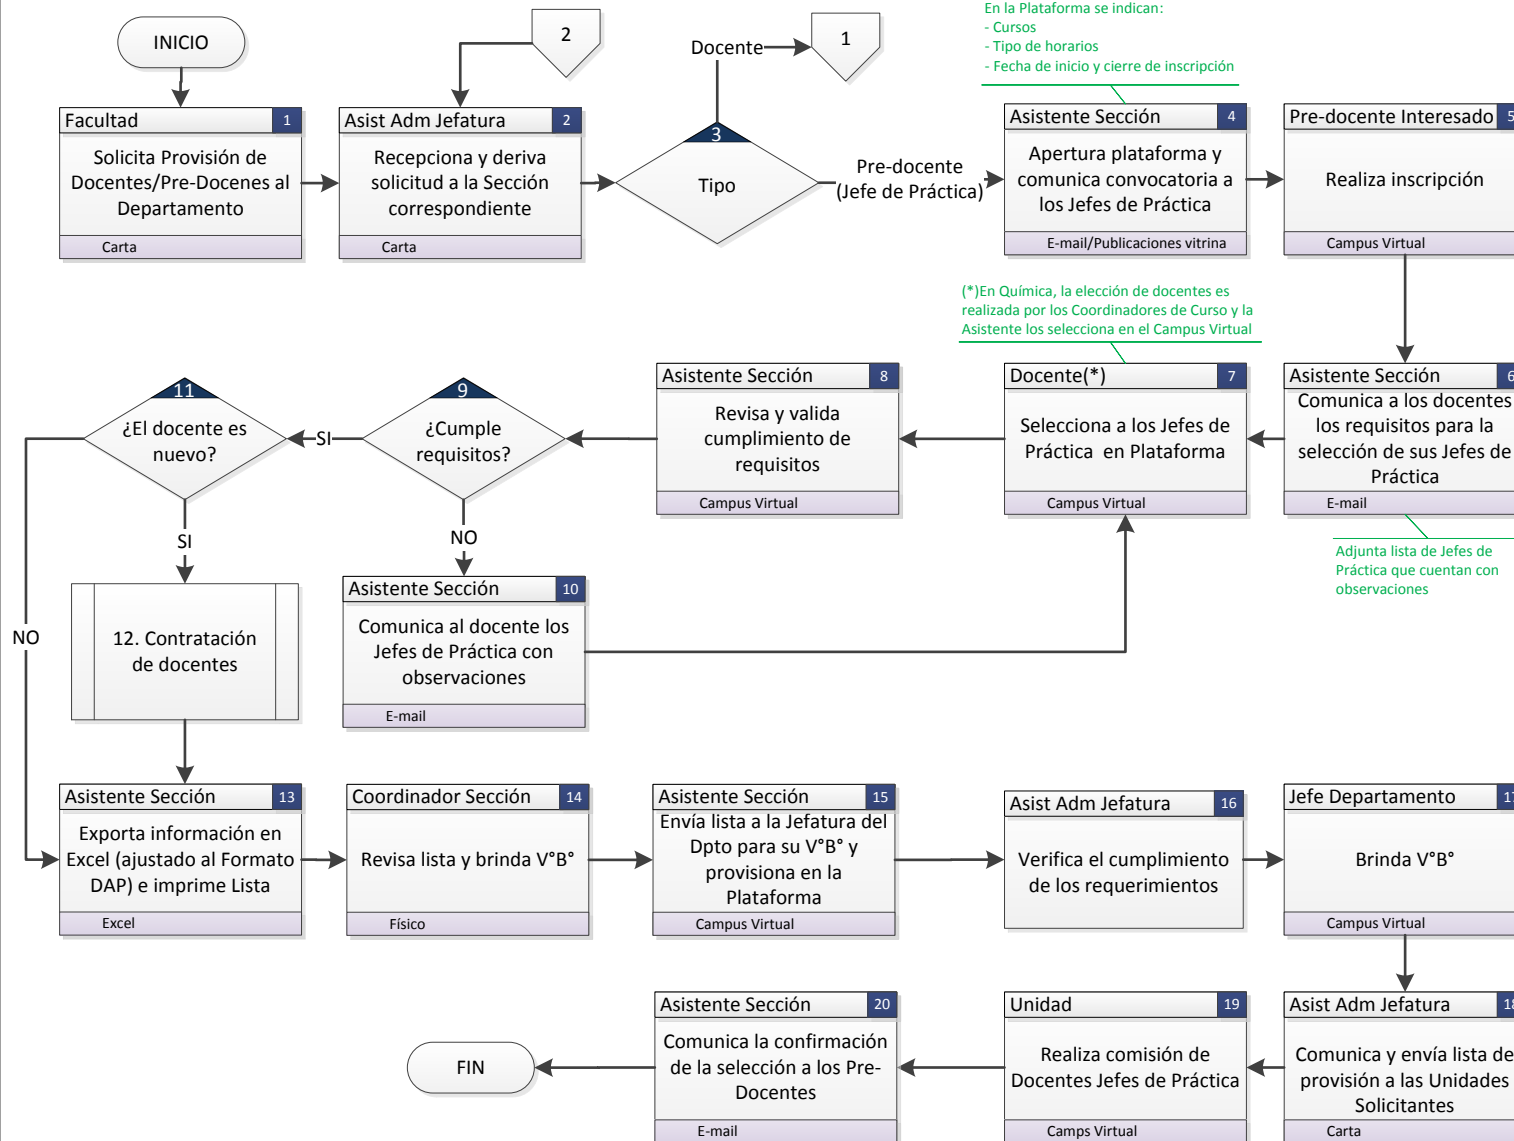 En la Plataforma se indican:
- Cursos
- Tipo de horarios
- Fecha de inicio y cierre de inscripción
INICIO
2
Docente
1
Facultad 1
Solicita Provisión de
Docentes/Pre-Docenes al
Departamento
Carta
Asist Adm Jefatura 2
Recepciona y deriva
solicitud a la Sección
correspondiente
Carta
3
Tipo
Pre-docente
(Jefe de Práctica)
Asistente Sección 4
Apertura plataforma y
comunica convocatoria a
los Jefes de Práctica
E-mail/Publicaciones vitrina
Pre-docente Interesado 5
Realiza inscripción
Campus Virtual
(*)En Química, la elección de docentes es
realizada por los Coordinadores de Curso y la
Asistente los selecciona en el Campus Virtual
Asistente Sección 6
Comunica a los docentes
los requisitos para la
selección de sus Jefes de
Práctica
E-mail
Adjunta lista de Jefes de
Práctica que cuentan con
observaciones
Docente(*) 7
Selecciona a los Jefes de
Práctica en Plataforma
Campus Virtual
Asistente Sección 8
Revisa y valida
cumplimiento de
requisitos
Campus Virtual
9
¿Cumple
requisitos?
SI
NO
Asistente Sección 10
Comunica al docente los
Jefes de Práctica con
observaciones
E-mail
11
¿El docente es
nuevo?
SI
NO
12. Contratación
de docentes
Asistente Sección 13
Exporta información en
Excel (ajustado al Formato
DAP) e imprime Lista
Excel
Coordinador Sección 14
Revisa lista y brinda V°B°
Físico
Asistente Sección 15
Envía lista a la Jefatura del
Dpto para su V°B° y
provisiona en la
Plataforma
Campus Virtual
Asist Adm Jefatura 16
Verifica el cumplimiento
de los requerimientos
Jefe Departamento 17
Brinda V°B°
Campus Virtual
Asist Adm Jefatura 18
Comunica y envía lista de
provisión a las Unidades
Solicitantes
Carta
Unidad 19
Realiza comisión de
Docentes Jefes de Práctica
Camps Virtual
Asistente Sección 20
Comunica la confirmación
de la selección a los Pre-
Docentes
E-mail
FIN